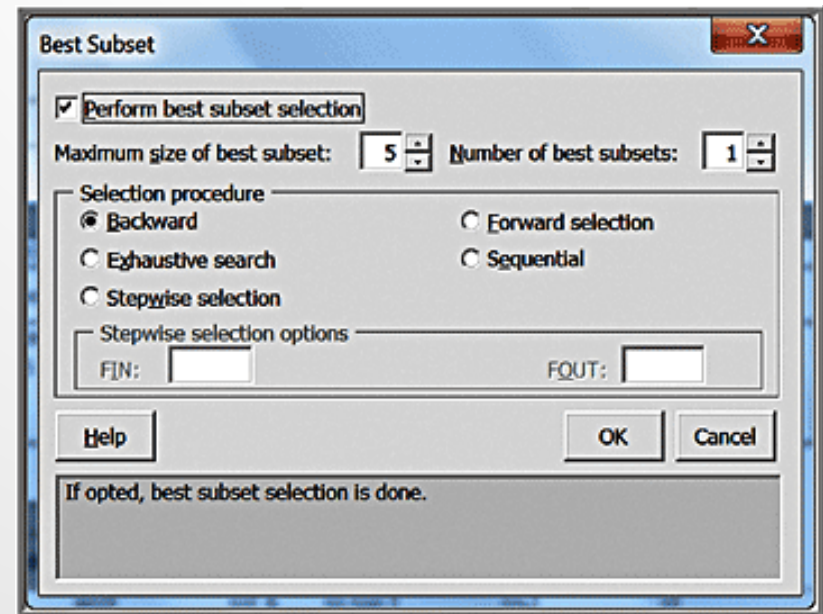 Best Subset
Perform best subset selection
Maximum size of best subset: 5 Number of best subsets: 1
Selection procedure
Backward Forward selection
Exhaustive search Sequential
Stepwise selection
Stepwise selection options
FIN: FOUT:
Help OK Cancel
If opted, best subset selection is done.